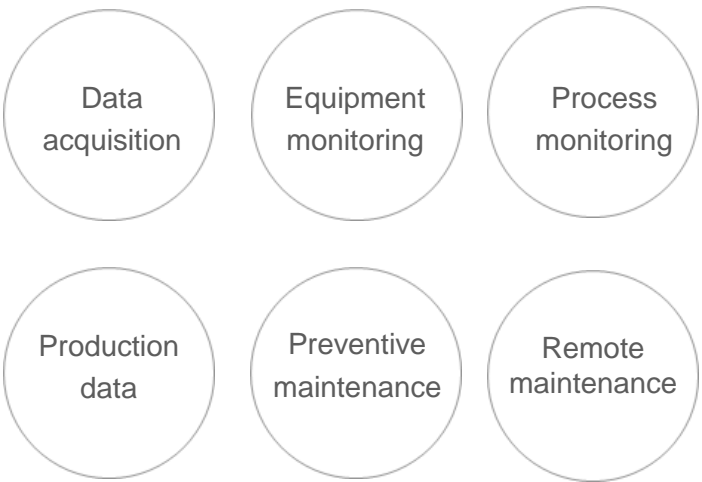 Data
acquisition
Equipment
monitoring
Process
monitoring
Production
data
Preventive
maintenance
Remote
maintenance